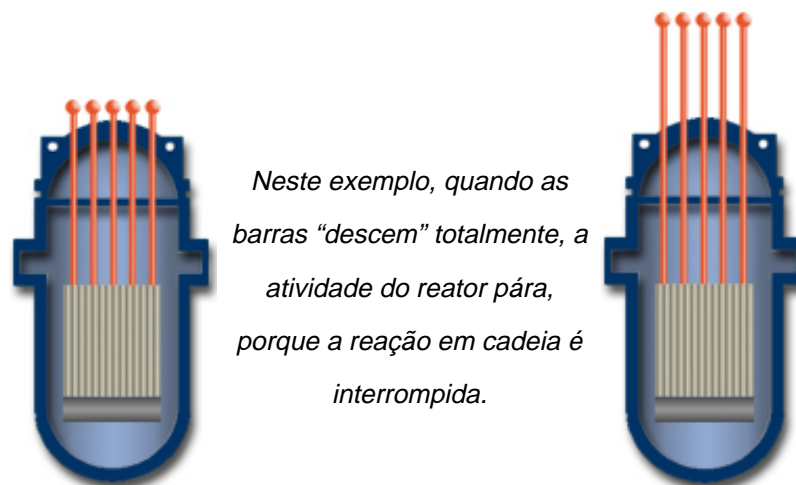 Neste exemplo, quando as
barras “descem” totalmente, a
atividade do reator pára,
porque a reação em cadeia é
interrompida.